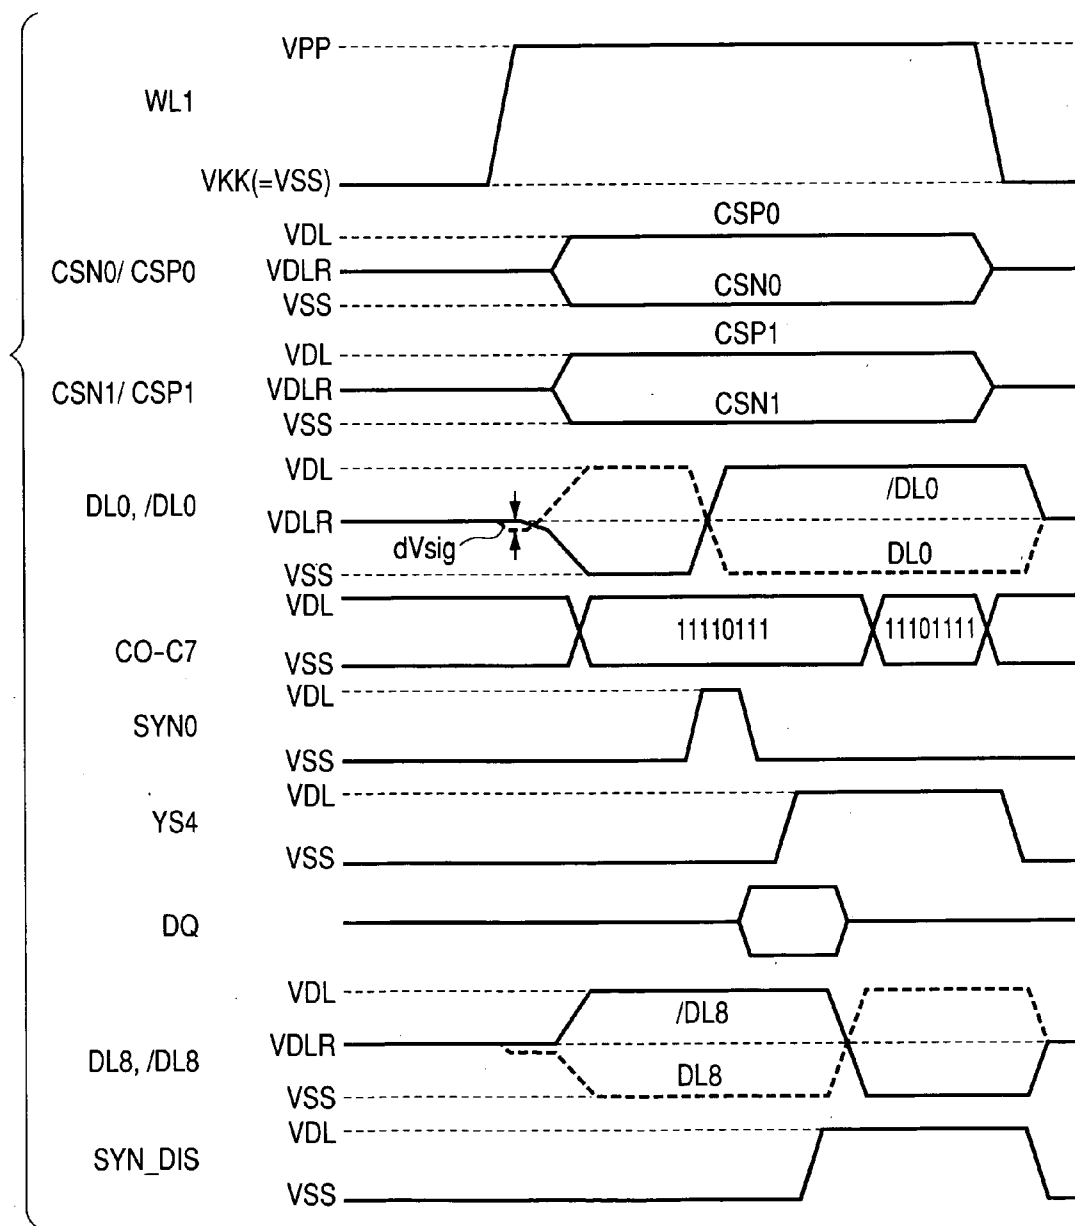 VPP
WL1
VKK(=VSS)
CSP0
VDL
CSN0/ CSP0
VDLR
CSN0
VSS
CSP1
VDL
CSN1/ CSP1
VDLR
CSN1
VSS
VDL
DL0, /DL0
/DL0
VDLR
dVsig
DL0
VSS
VDL
11110111
11101111
CO-C7
VSS
VDL
SYN0
VSS
VDL
YS4
VSS
DQ
VDL
/DL8
DL8, /DL8
VDLR
DL8
VSS
VDL
SYN_DIS
VSS